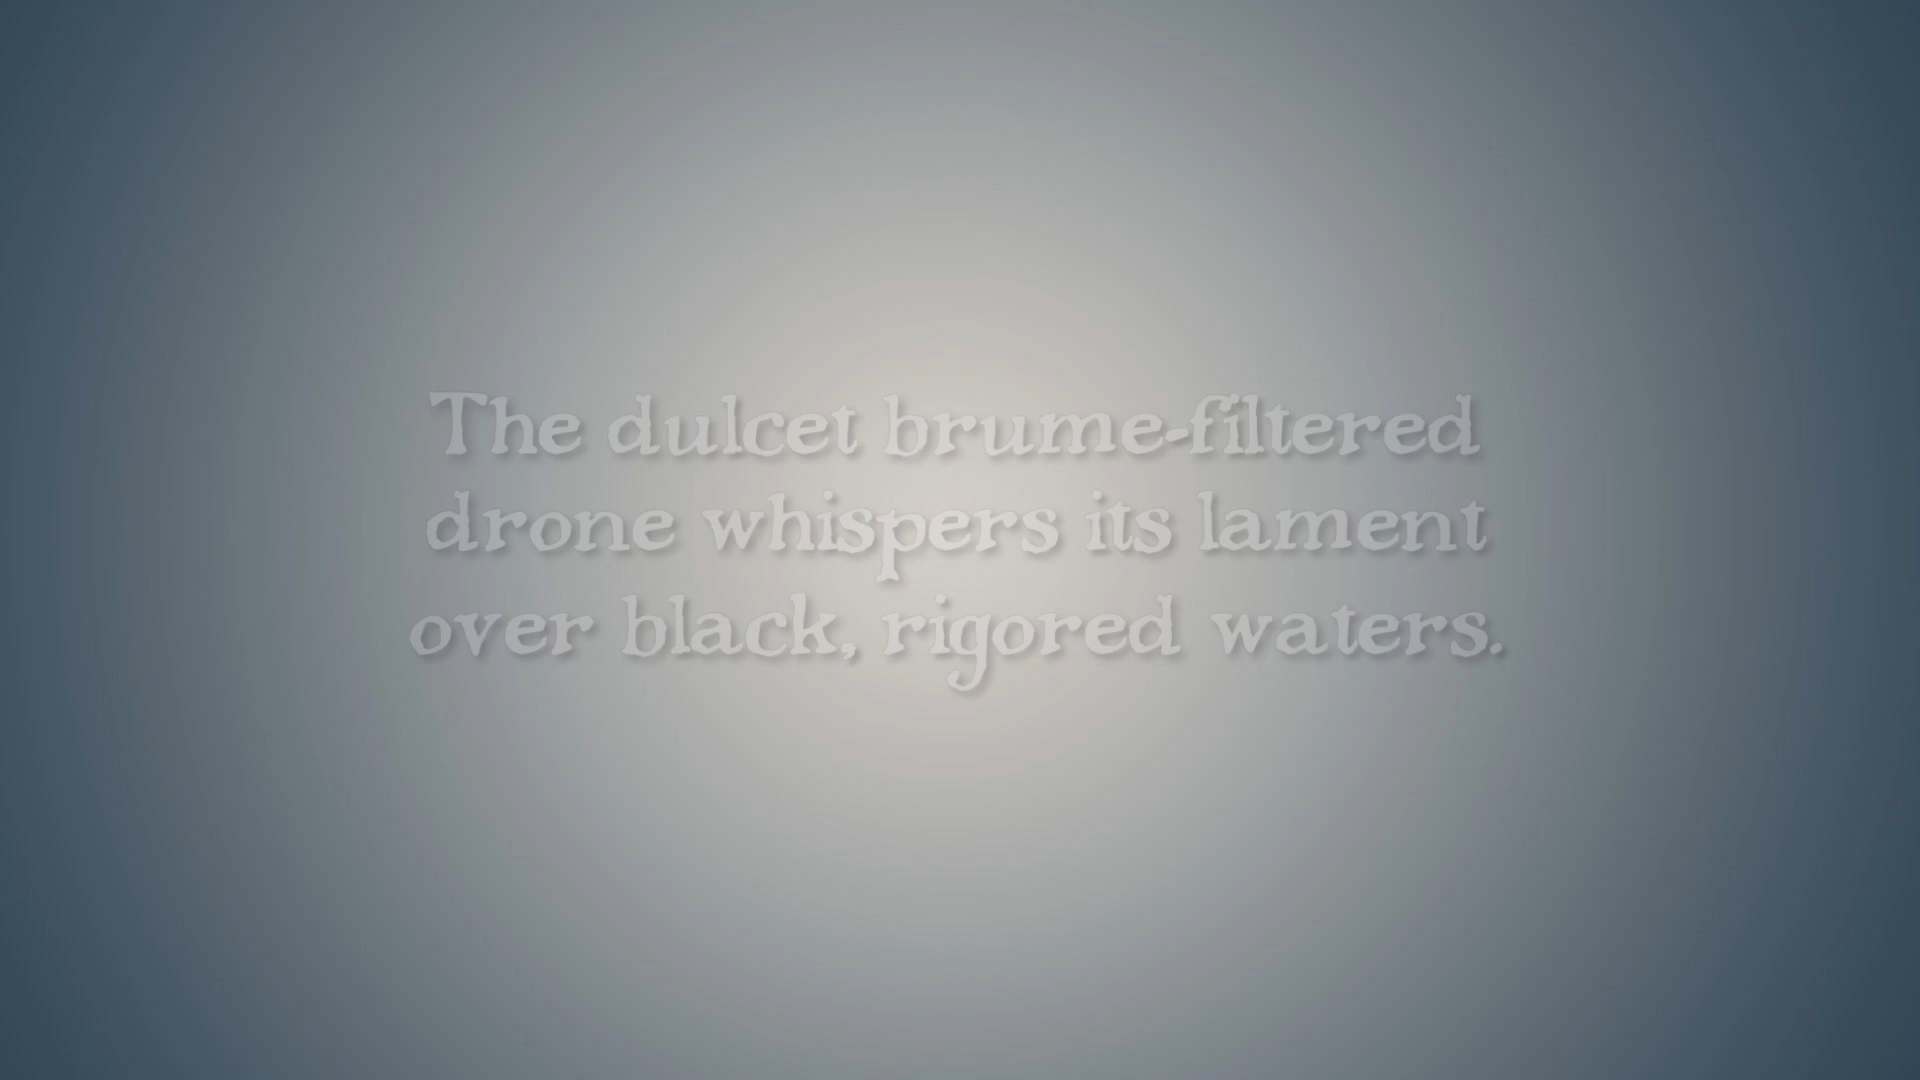 The dulcet brume-filtered
drone whispers its lament
over black, rigored waters.